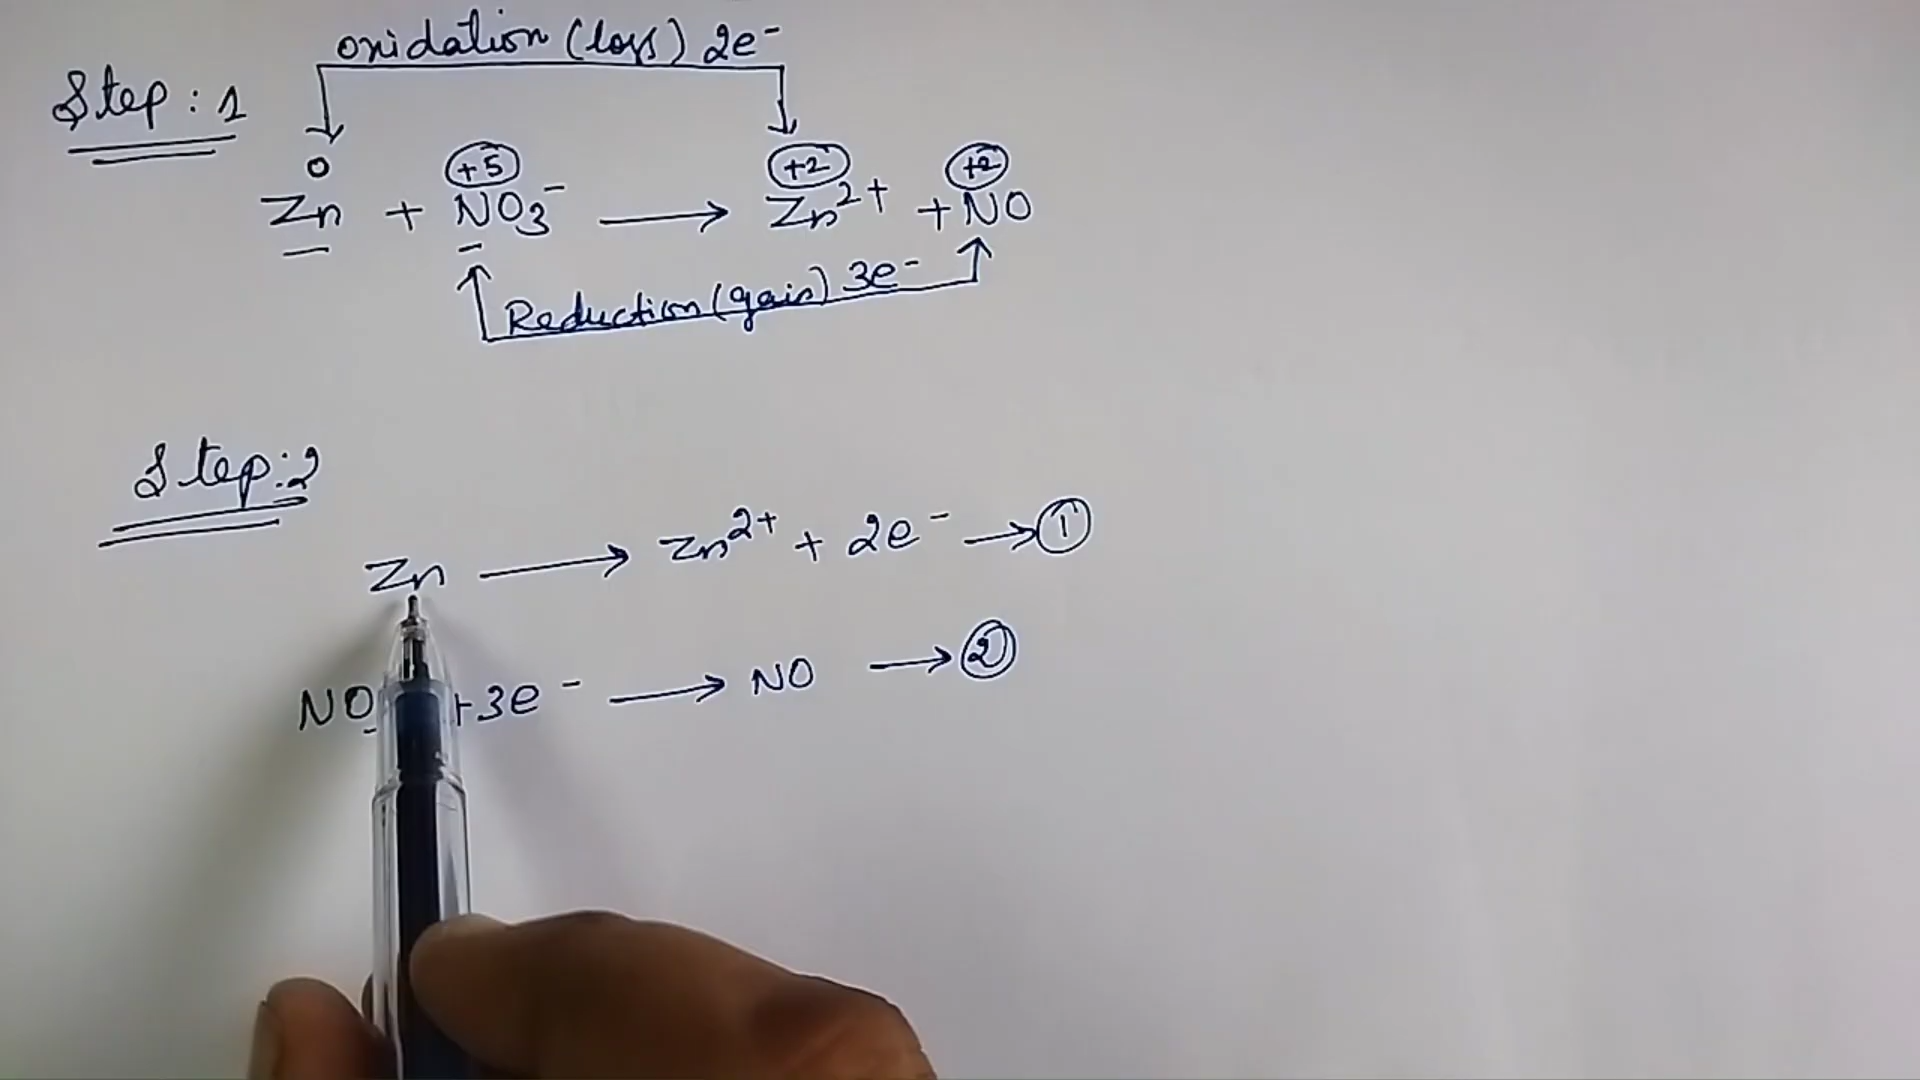 oxidation (loss) 2e⁻
Step : 1
0 +5 +2 +2
Zn + NO₃⁻ ⟶ Zn²⁺ + NO
Reduction (gain) 3e⁻
Step : 2
Zn ⟶ Zn²⁺ + 2e⁻ ⟶ ①
NO +3e⁻ ⟶ NO ⟶ ②